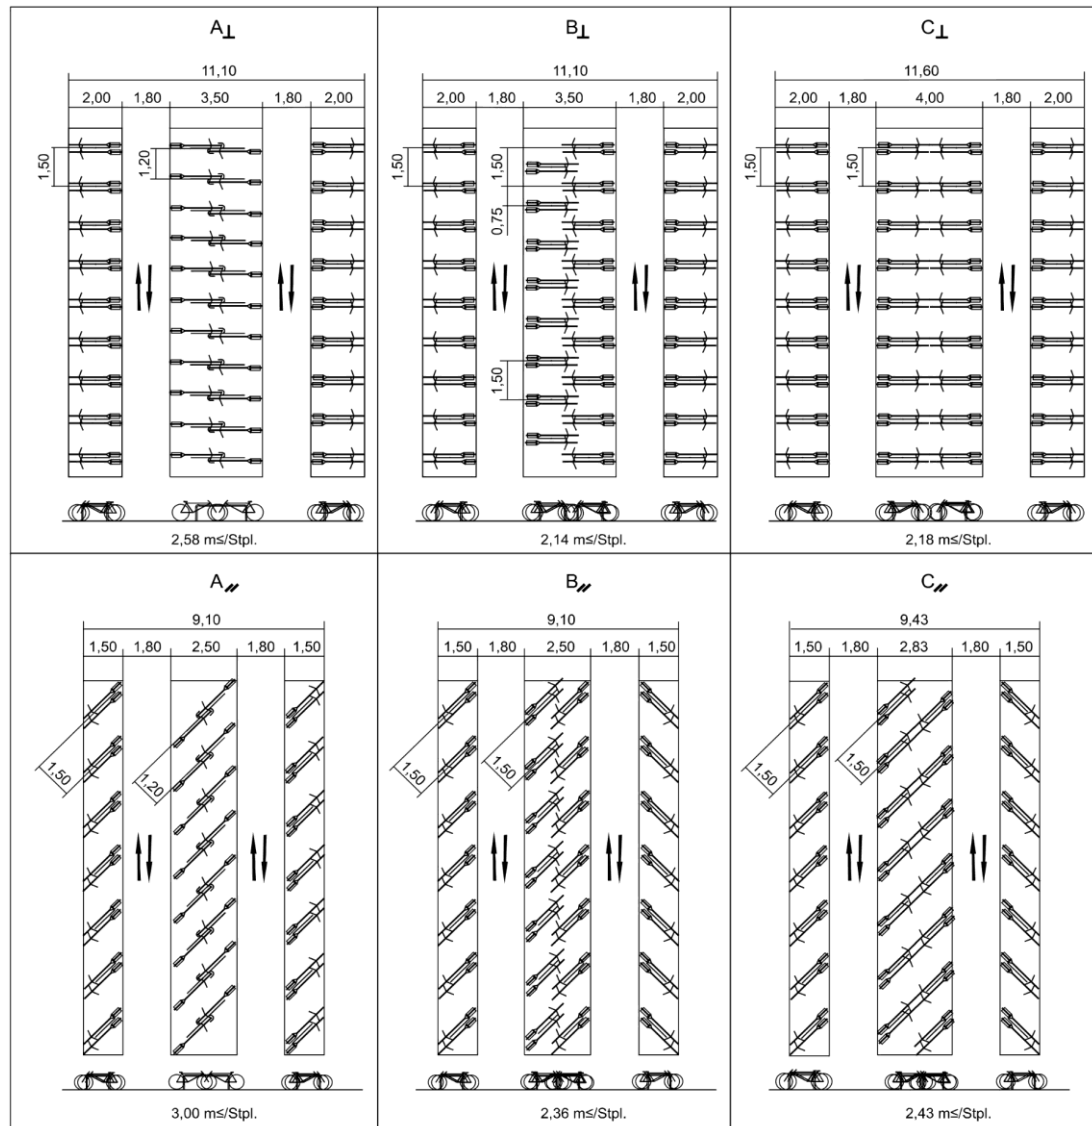 A⊥
11,10
2,00 1,80 3,50 1,80 2,00
1,50
1,20
2,58 m≤/Stpl.
B⊥
11,10
2,00 1,80 3,50 1,80 2,00
1,50
1,50
0,75
1,50
2,14 m≤/Stpl.
C⊥
11,60
2,00 1,80 4,00 1,80 2,00
1,50
1,50
2,18 m≤/Stpl.
A//
9,10
1,50 1,80 2,50 1,80 1,50
1,50
1,20
3,00 m≤/Stpl.
B//
9,10
1,50 1,80 2,50 1,80 1,50
1,50
1,50
2,36 m≤/Stpl.
C//
9,43
1,50 1,80 2,83 1,80 1,50
1,50
1,50
2,43 m≤/Stpl.